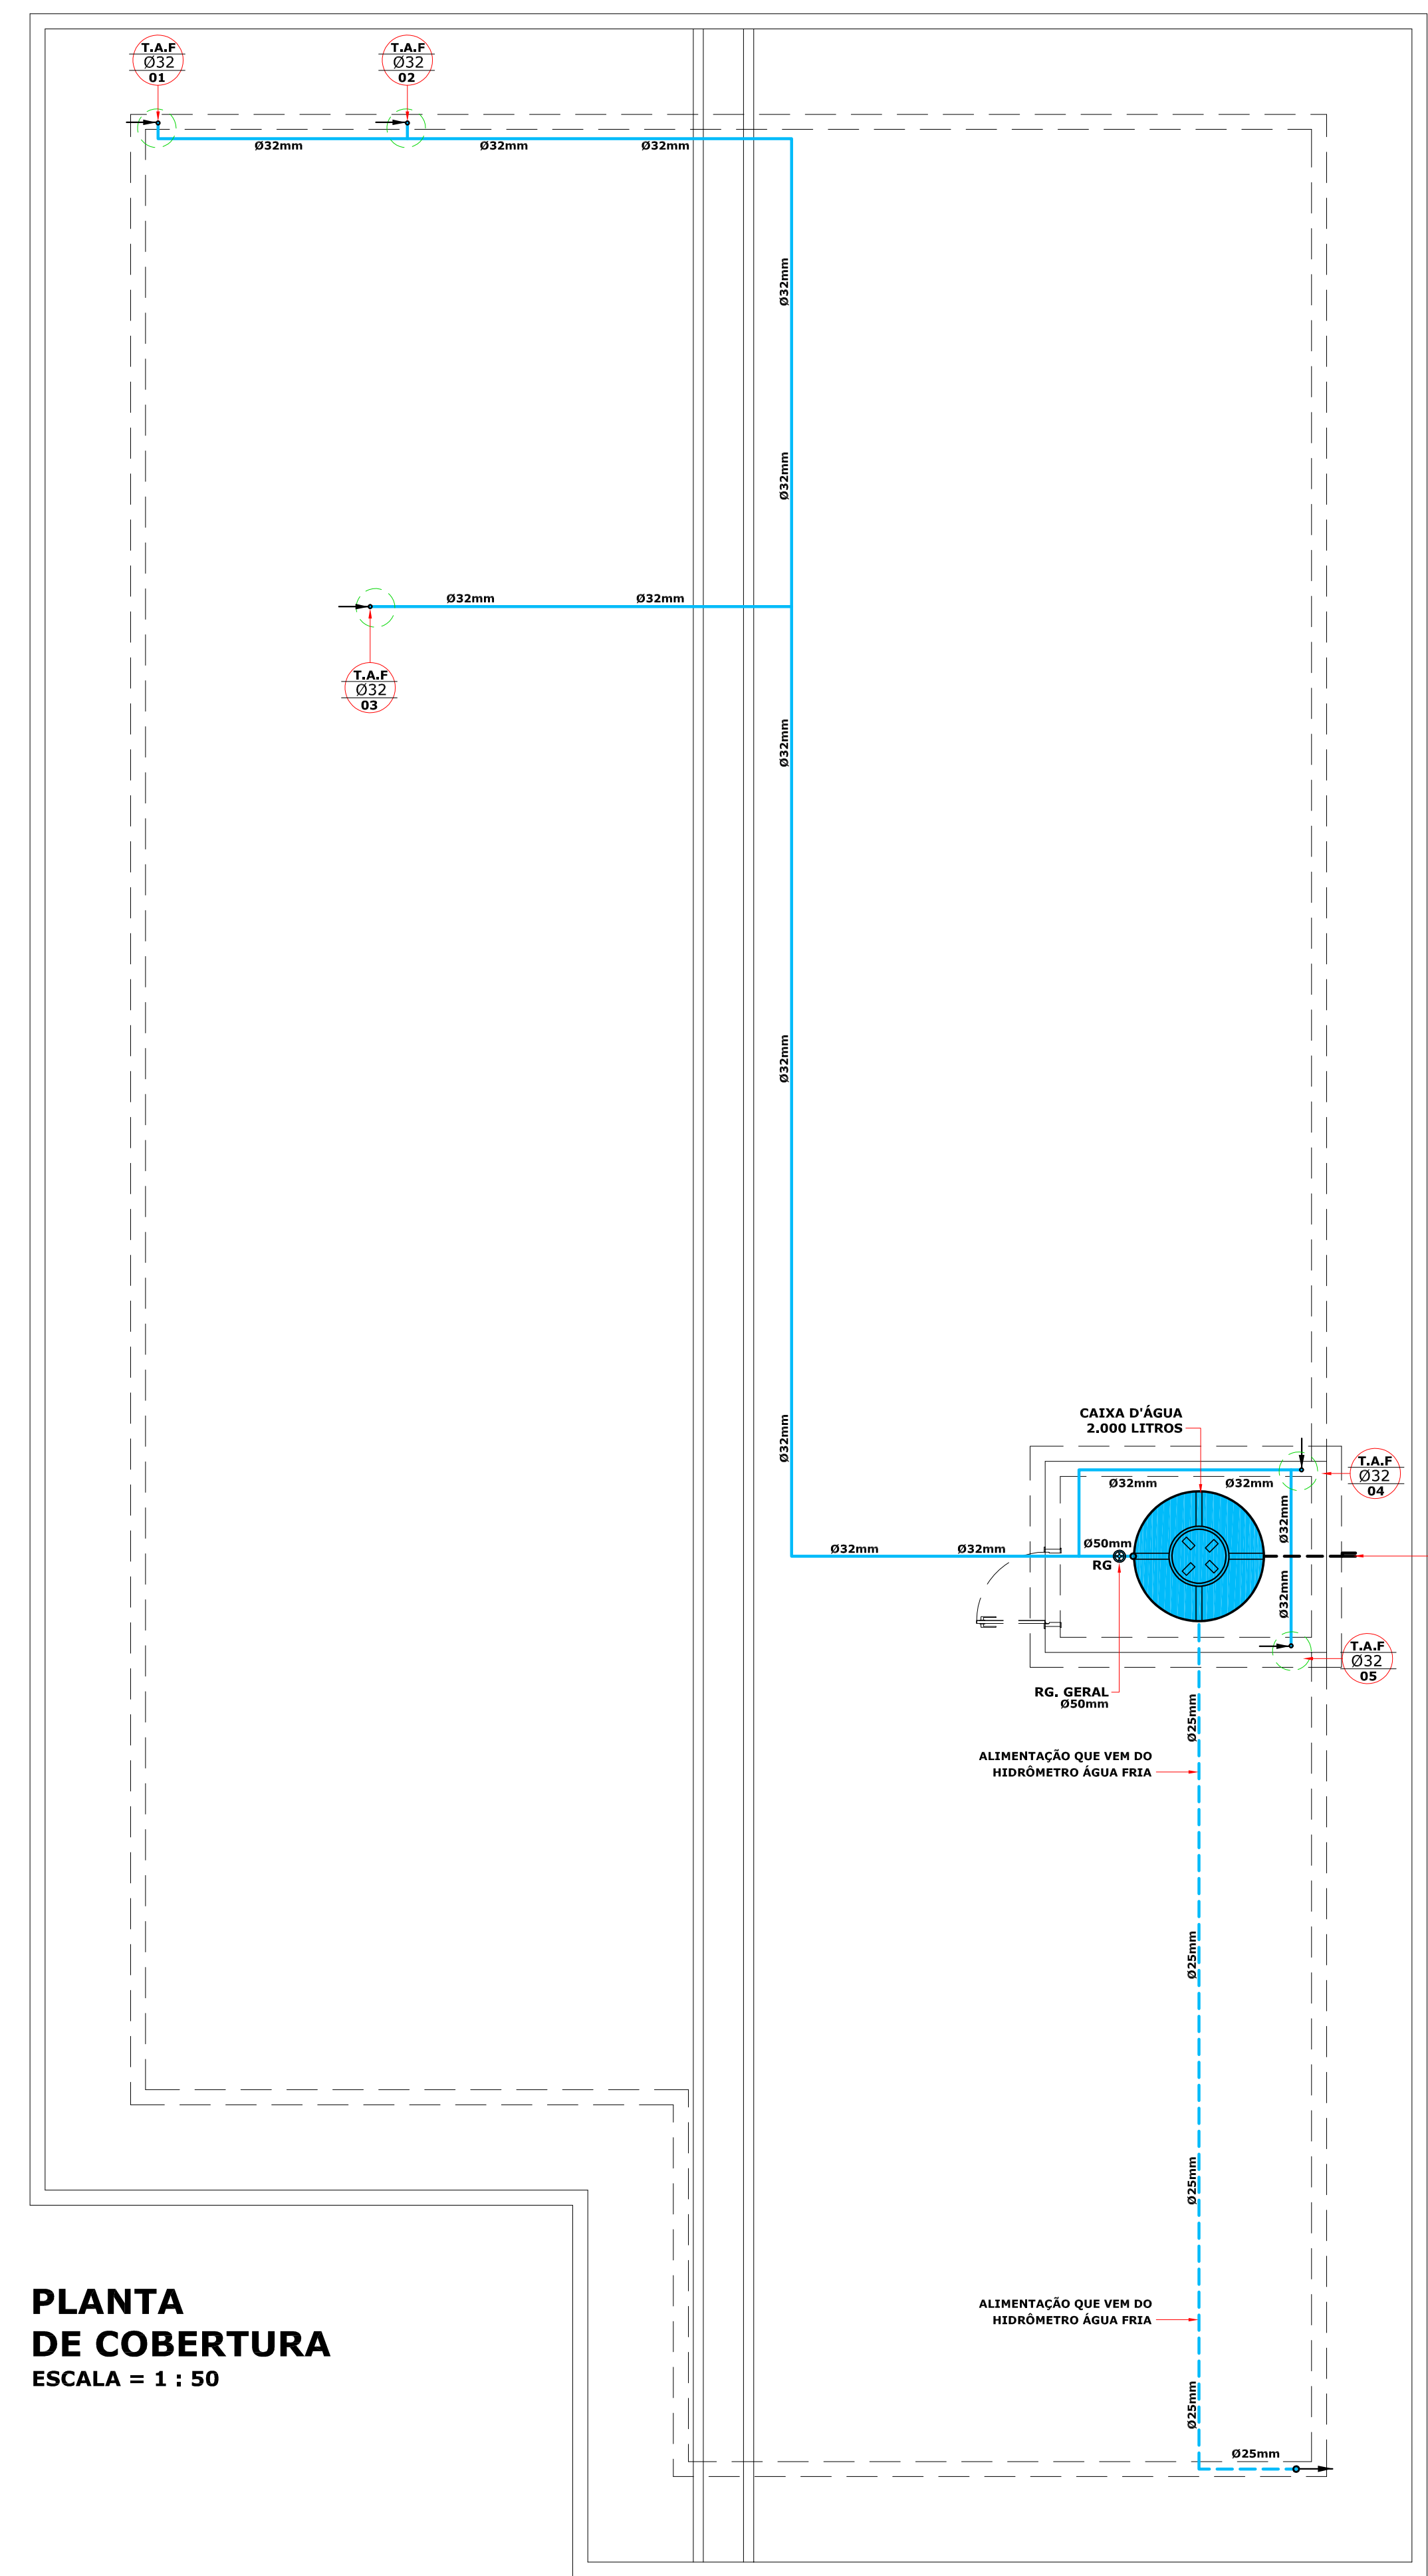 T.A.F
Ø32
01
T.A.F
Ø32
02
Ø32mm
Ø32mm
Ø32mm
Ø32mm
Ø32mm
Ø32mm
Ø32mm
T.A.F
Ø32
03
Ø32mm
Ø32mm
Ø32mm
CAIXA D'ÁGUA
2.000 LITROS
T.A.F
Ø32
04
Ø32mm
Ø32mm
Ø32mm
Ø32mm
Ø32mm
Ø50mm
RG
Ø32mm
T.A.F
Ø32
05
RG. GERAL
Ø50mm
Ø25mm
ALIMENTAÇÃO QUE VEM DO
HIDRÔMETRO ÁGUA FRIA
Ø25mm
Ø25mm
PLANTA
DE COBERTURA
ESCALA = 1 : 50
ALIMENTAÇÃO QUE VEM DO
HIDRÔMETRO ÁGUA FRIA
Ø25mm
Ø25mm